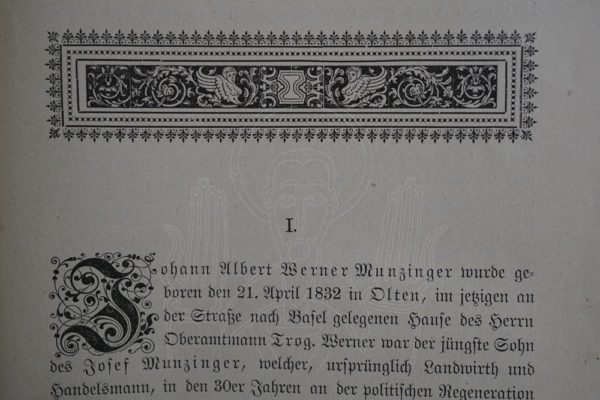 I.
Johann Albert Werner Munzinger wurde ge-
boren den 21. April 1832 in Olten, im jetzigen an
der Straße nach Basel gelegenen Hause des Herrn
Oberamtmann Trog. Werner war der jüngste Sohn
des Josef Munzinger, welcher, ursprünglich Landwirth und
Handelsmann, in den 30er Jahren an der politischen Regeneration